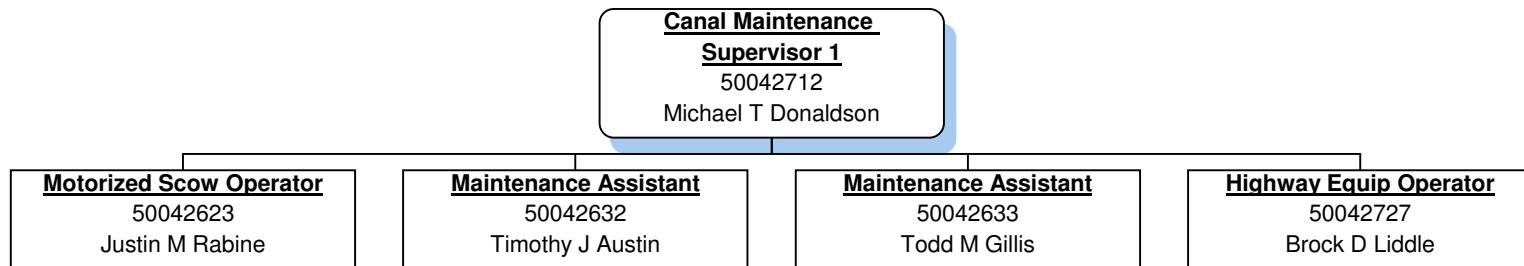 Canal Maintenance
Supervisor 1
50042712
Michael T Donaldson
Motorized Scow Operator
50042623
Justin M Rabine
Maintenance Assistant
50042632
Timothy J Austin
Maintenance Assistant
50042633
Todd M Gillis
Highway Equip Operator
50042727
Brock D Liddle